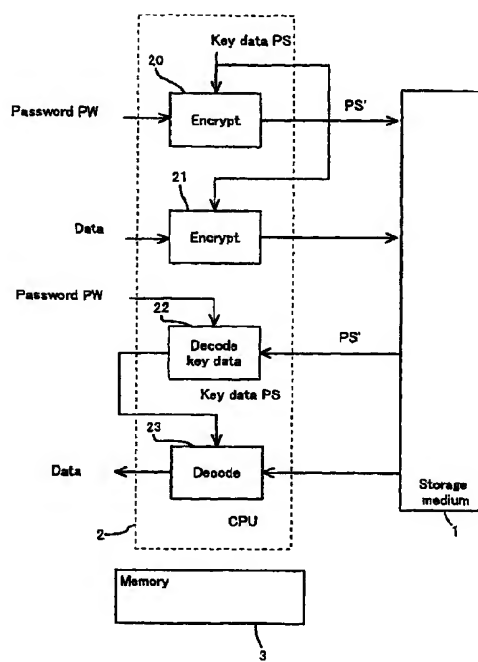 Key data PS
20
Password PW
Encrypt
PS'
21
Data
Encrypt
Password PW
22
Decode
key data
PS'
Key data PS
23
Data
Decode
Storage
medium
CPU
2
1
Memory
3